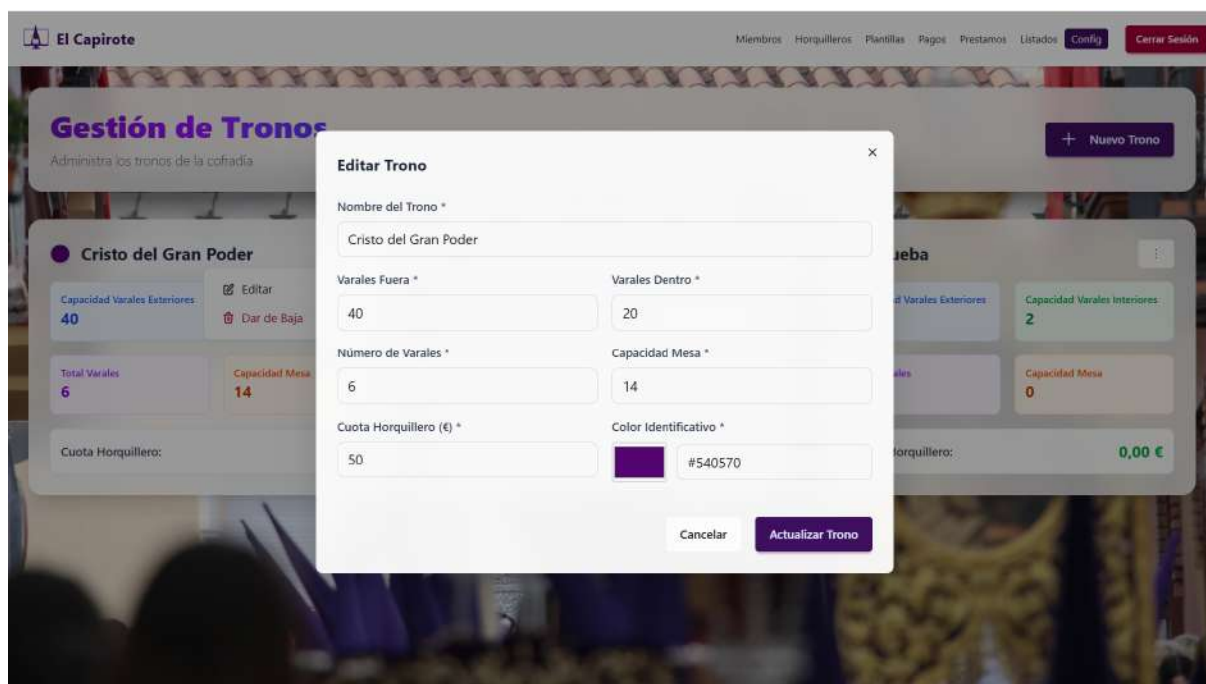 El Capirote
Miembros Horquilleros Plantillas Pagos Prestamos Listados Config Cerrar Sesión
Gestión de Tronos
Administra los tronos de la cofradía
+ Nuevo Trono
Editar Trono
×
Nombre del Trono *
Cristo del Gran Poder
Varales Fuera *
Varales Dentro *
40
20
Número de Varales *
Capacidad Mesa *
6
14
Cuota Horquillero (€) *
Color Identificativo *
50
#540570
Cancelar
Actualizar Trono
Cristo del Gran Poder
Capacidad Varales Exteriores
40
Editar
Dar de Baja
Total Varales
6
Capacidad Mesa
14
Cuota Horquillero:
ueba
d Varales Exteriores
Capacidad Varales Interiores
2
ales
Capacidad Mesa
0
orquillero:
0,00 €